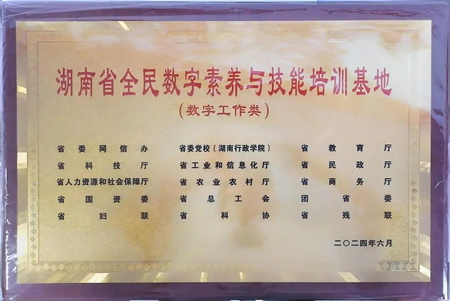 湖南省全民数字素养与技能培训基地
(数字工作类)
省委网信办 省委党校(湖南行政学院) 省教育厅
省科技厅 省工业和信息化厅 省民政厅
省人力资源和社会保障厅 省农业农村厅 省商务厅
省国资委 省总工会 团省委
省妇联 省科协 省残联
二〇二四年六月